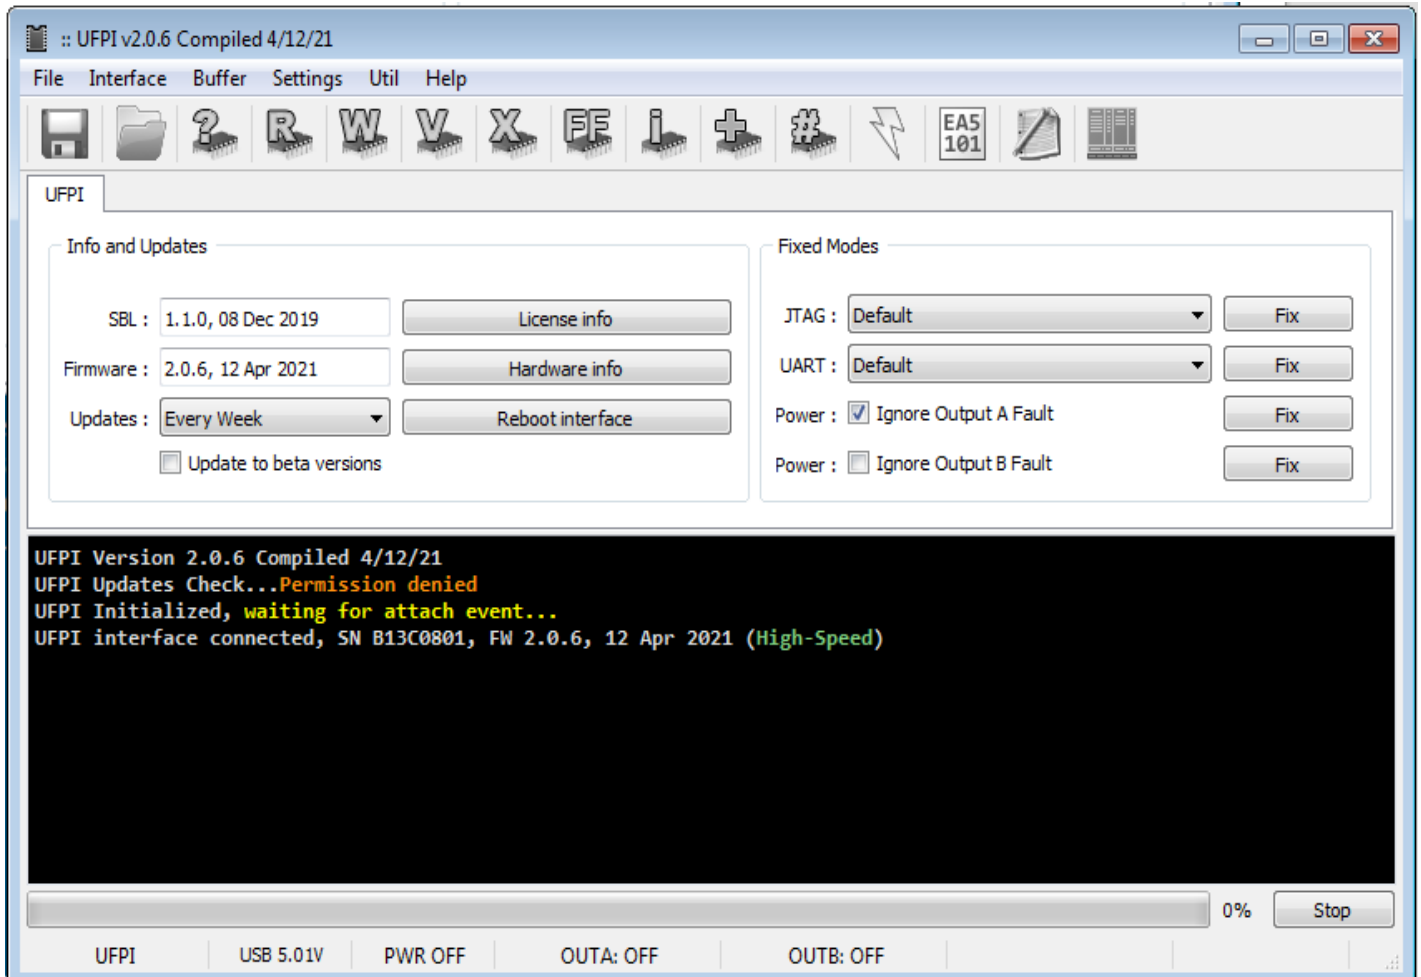 :: UFPI v2.0.6 Compiled 4/12/21
File Interface Buffer Settings Util Help
? R W V X FF i + # EA5
101
UFPI
Info and Updates
Fixed Modes
SBL : 1.1.0, 08 Dec 2019 License info
JTAG : Default Fix
Firmware : 2.0.6, 12 Apr 2021 Hardware info
UART : Default Fix
Updates : Every Week Reboot interface
Power : Ignore Output A Fault Fix
Update to beta versions
Power : Ignore Output B Fault Fix
UFPI Version 2.0.6 Compiled 4/12/21
UFPI Updates Check...Permission denied
UFPI Initialized, waiting for attach event...
UFPI interface connected, SN B13C0801, FW 2.0.6, 12 Apr 2021 (High-Speed)
0% Stop
UFPI USB 5.01V PWR OFF OUTA: OFF OUTB: OFF